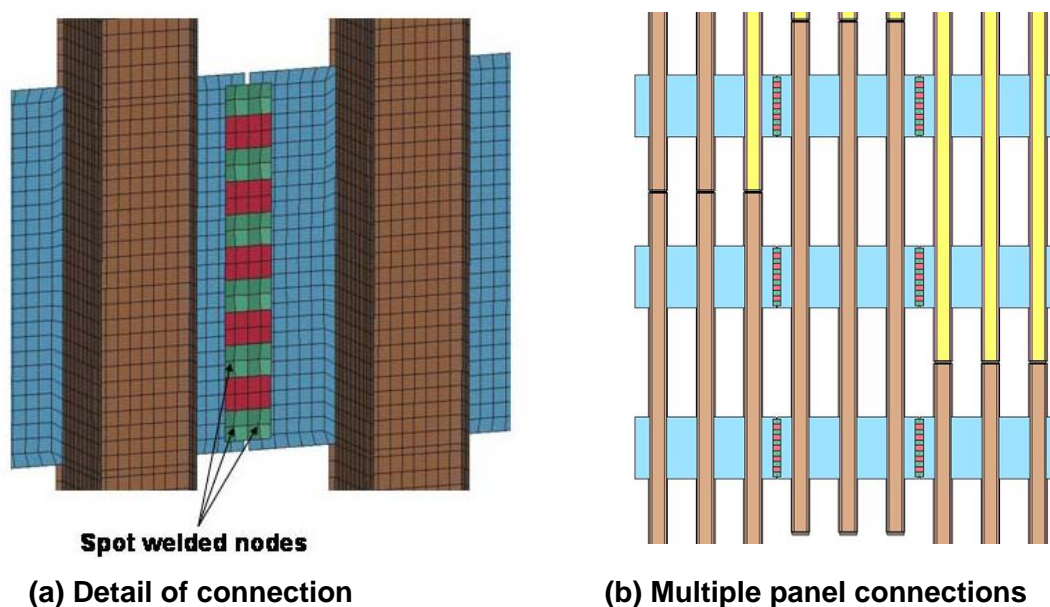 Spot welded nodes
(a) Detail of connection
(b) Multiple panel connections